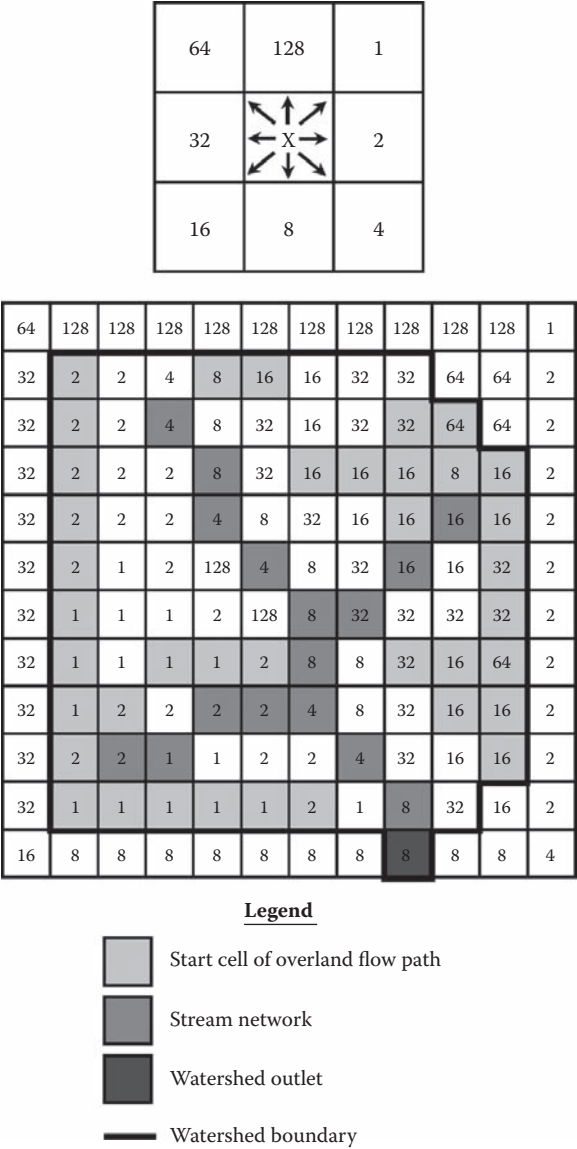 64 128 1
32 X 2
16 8 4
64 128 128 128 128 128 128 128 128 128 128 1
32 2 2 4 8 16 16 32 32 64 64 2
32 2 2 4 8 32 16 32 32 64 64 2
32 2 2 2 8 32 16 16 16 8 16 2
32 2 2 2 4 8 32 16 16 16 16 2
32 2 1 2 128 4 8 32 16 16 32 2
32 1 1 1 2 128 8 32 32 32 32 2
32 1 1 1 1 2 8 8 32 16 64 2
32 1 2 2 2 2 4 8 32 16 16 2
32 2 2 1 1 2 2 4 32 16 16 2
32 1 1 1 1 1 2 1 8 32 16 2
16 8 8 8 8 8 8 8 8 8 8 4
Legend
Start cell of overland flow path
Stream network
Watershed outlet
Watershed boundary